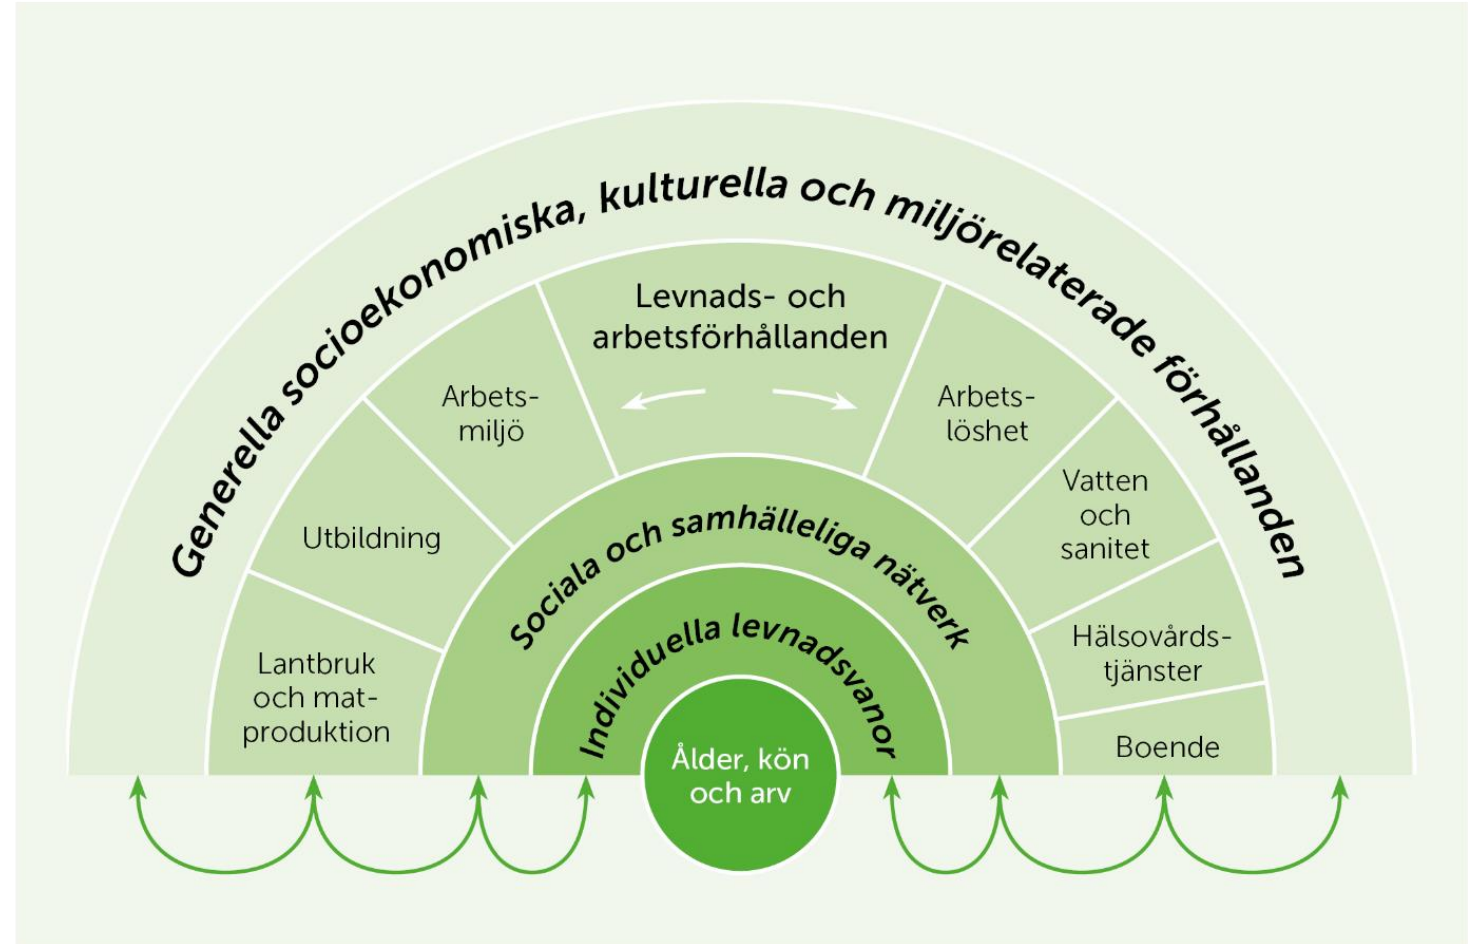 Generella socioekonomiska, kulturella och miljörelaterade förhållanden
Levnads- och
arbetsförhållanden
Arbets-
miljö
Arbets-
löshet
Utbildning
Vatten
och
sanitet
Lantbruk
och mat-
produktion
Hälsovårds-
tjänster
Boende
Sociala och samhälleliga nätverk
Individuella levnadsvanor
Ålder, kön
och arv